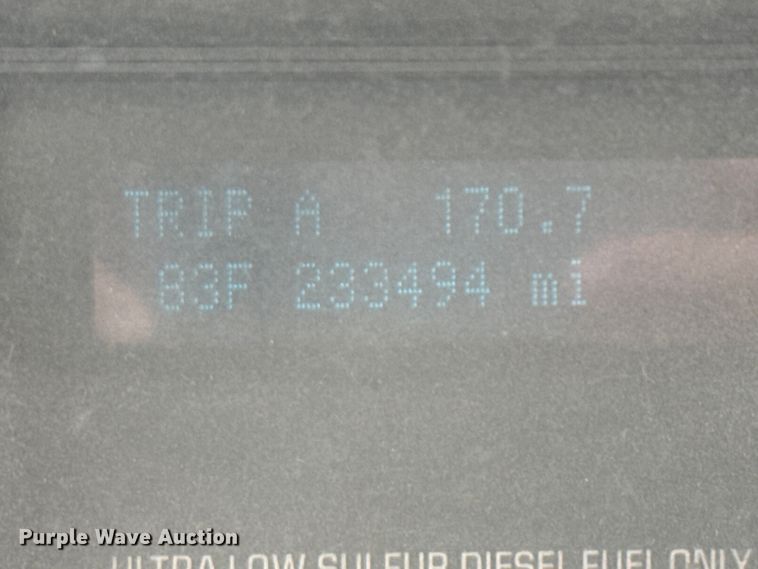 TRIP A 170.7
83F 233494 mi
Purple Wave Auction
ULTRA LOW SULFUR DIESEL FUEL ONLY